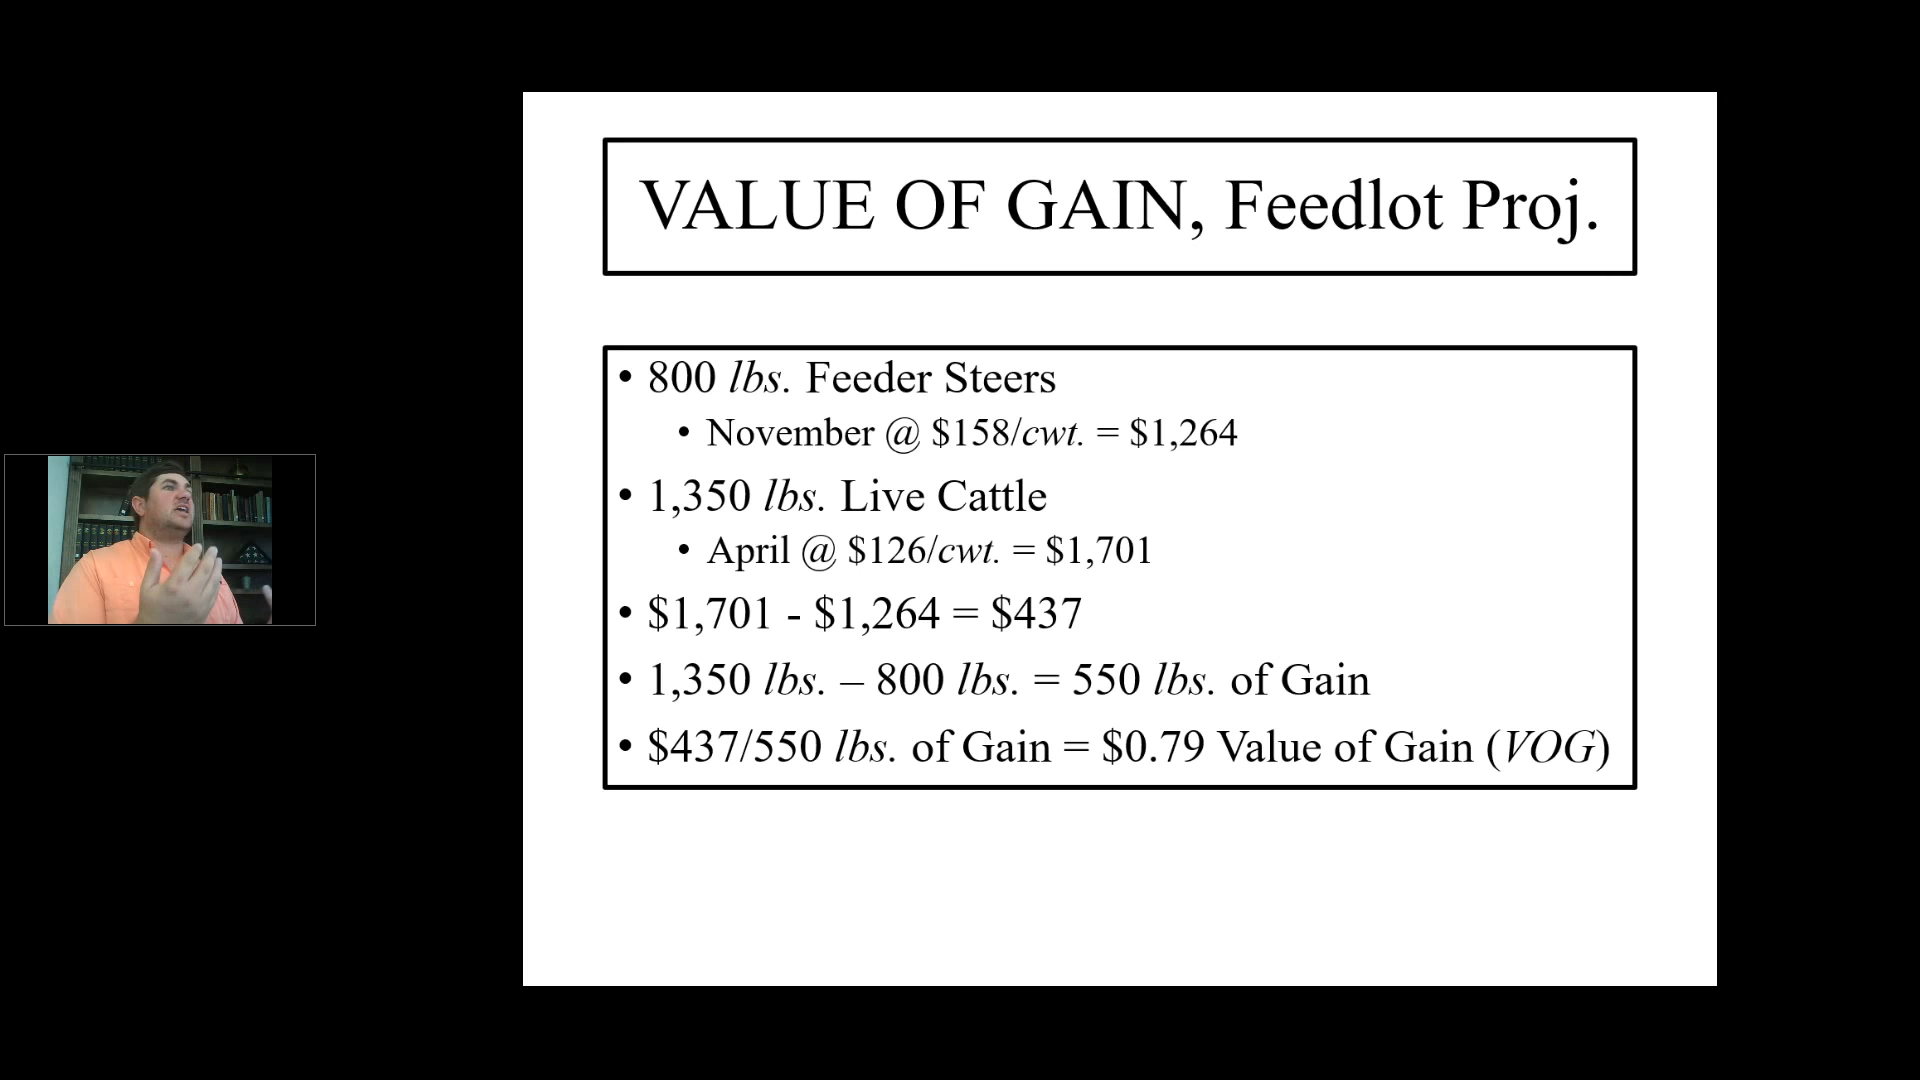 VALUE OF GAIN, Feedlot Proj.
• 800 lbs. Feeder Steers
• November @ $158/cwt. = $1,264
• 1,350 lbs. Live Cattle
• April @ $126/cwt. = $1,701
• $1,701 - $1,264 = $437
• 1,350 lbs. – 800 lbs. = 550 lbs. of Gain
• $437/550 lbs. of Gain = $0.79 Value of Gain (VOG)